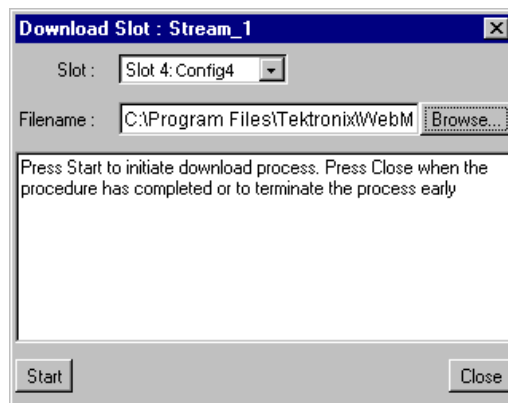 Download Slot : Stream_1
Slot : Slot 4: Config4
Filename : C:\Program Files\Tektronix\WebM Browse...
Press Start to initiate download process. Press Close when the
procedure has completed or to terminate the process early
Start Close